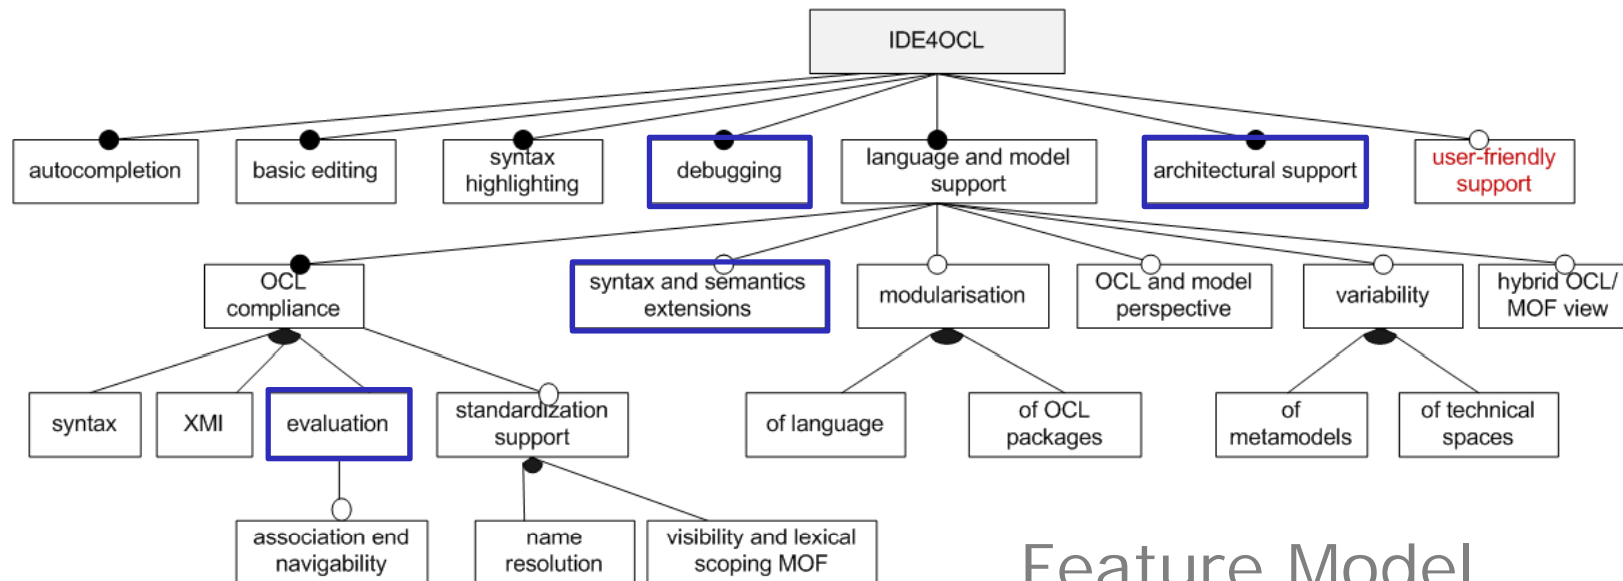 IDE4OCL
autocompletion
basic editing
syntax
highlighting
debugging
language and model
support
architectural support
user-friendly
support
OCL
compliance
syntax and semantics
extensions
modularisation
OCL and model
perspective
variability
hybrid OCL/
MOF view
syntax
XMI
evaluation
standardization
support
of language
of OCL
packages
of
metamodels
of technical
spaces
association end
navigability
name
resolution
visibility and lexical
scoping MOF
Feature Model